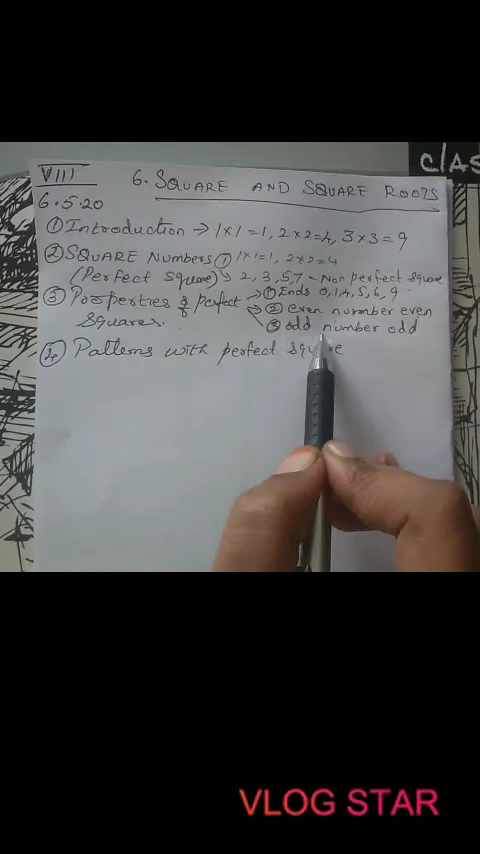 CLAS
VIII
6. SQUARE AND SQUARE ROOTS
6.5.20
① Introduction → 1×1=1, 2×2=4, 3×3=9
② SQUARE Numbers ① 1×1=1, 2×2=4
(Perfect square) ↘ 2, 3, 5, 7 - Non perfect square
③ Poorperties of perfect → ① Ends 0,1,4,5,6,9
squares. ② even number even
③ odd number odd
④ Patterns with perfect square
VLOG STAR